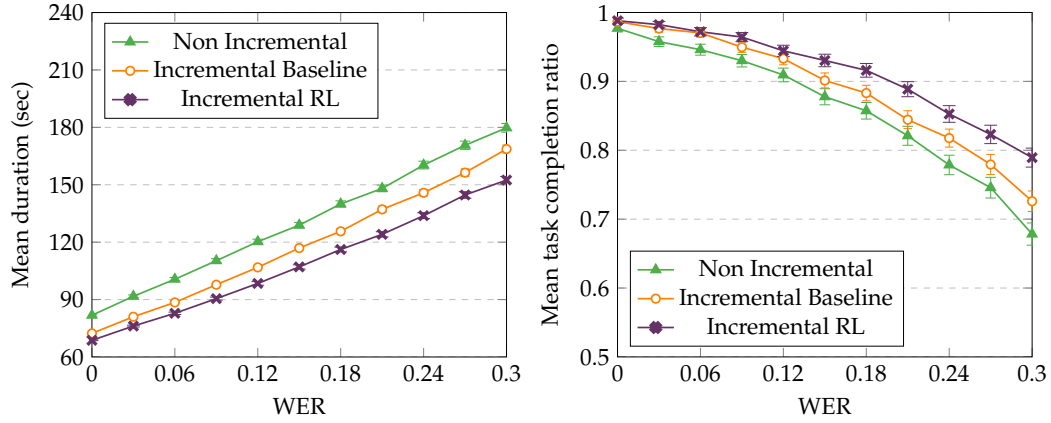 240
210
180
150
120
90
60
Mean duration (sec)
Non Incremental
Incremental Baseline
Incremental RL
0 0.06 0.12 0.18 0.24 0.3
WER
1
0.9
0.8
0.7
0.6
0.5
Mean task completion ratio
Non Incremental
Incremental Baseline
Incremental RL
0 0.06 0.12 0.18 0.24 0.3
WER